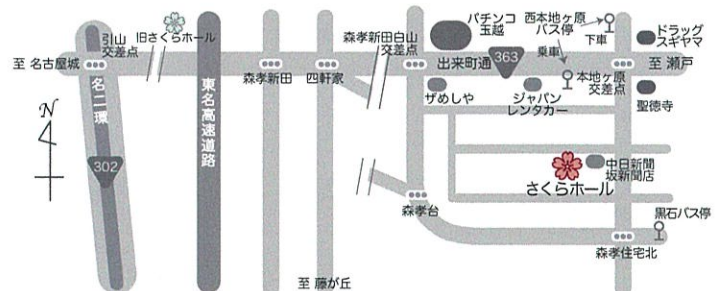 引山
交差点
旧さくらホール
森孝新田白山
交差点
パチンコ
玉越
西本地ヶ原
バス停
下車
ドラッグ
スギヤマ
至 名古屋城
森孝新田
四軒家
出来町通
363
乗車
本地ヶ原
交差点
至 瀬戸
名二環
302
東名高速道路
ザめしや
ジャパン
レンタカー
聖徳寺
N
中日新聞
坂新聞店
さくらホール
森孝台
黒石バス停
森孝住宅北
至 藤が丘